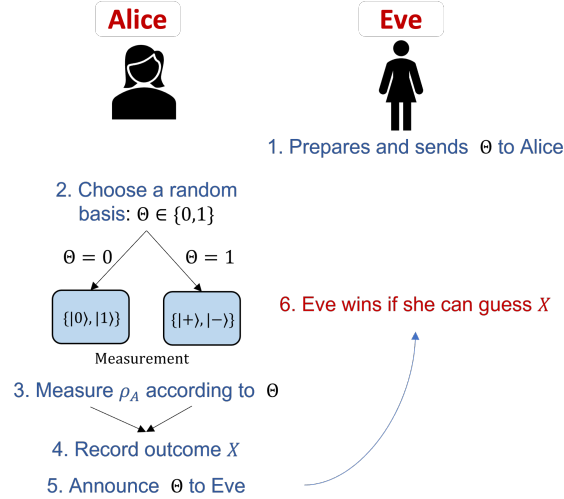 Alice
Eve
1. Prepares and sends Θ to Alice
2. Choose a random
basis: Θ ∈ {0,1}
Θ = 0
Θ = 1
{|0⟩, |1⟩}
{|+⟩, |−⟩}
Measurement
6. Eve wins if she can guess X
3. Measure ρ_A according to Θ
4. Record outcome X
5. Announce Θ to Eve